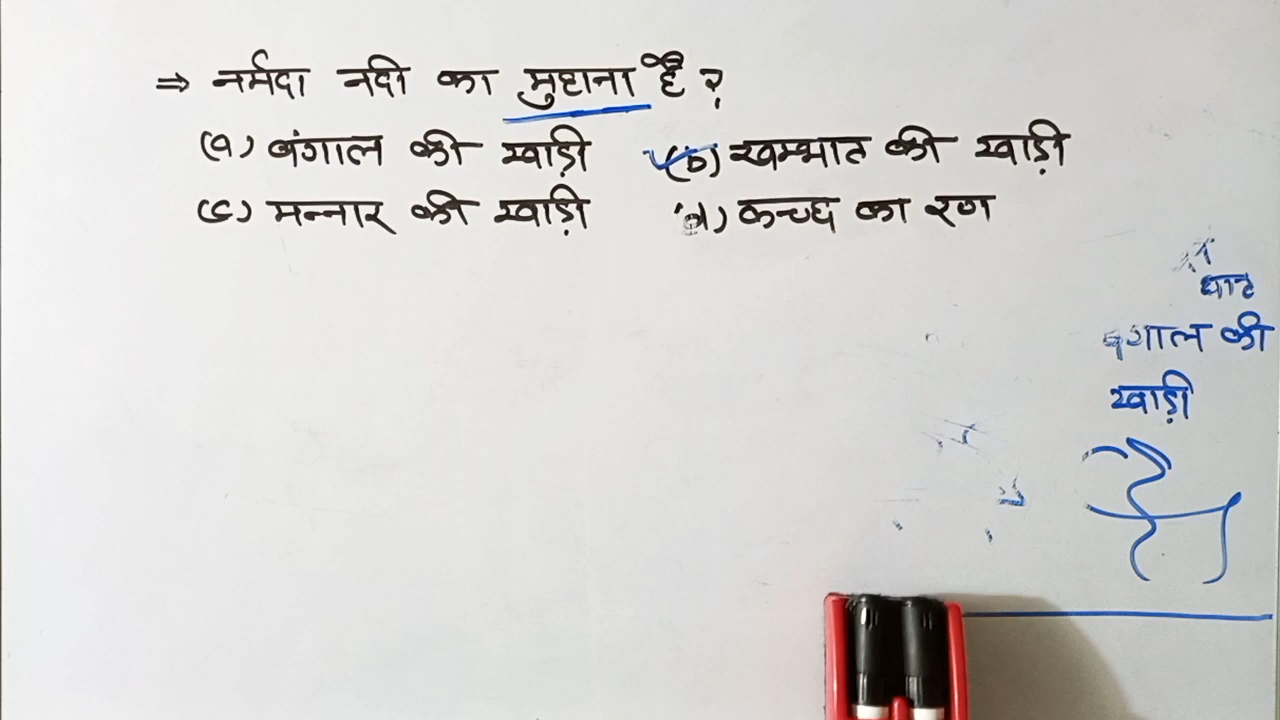 ⇒ नर्मदा नदी का मुहाना है ?
(a) बंगाल की खाड़ी (b) खम्भात की खाड़ी
(c) मन्नार की खाड़ी (d) कच्छ का रण
घाट
की
खाड़ी